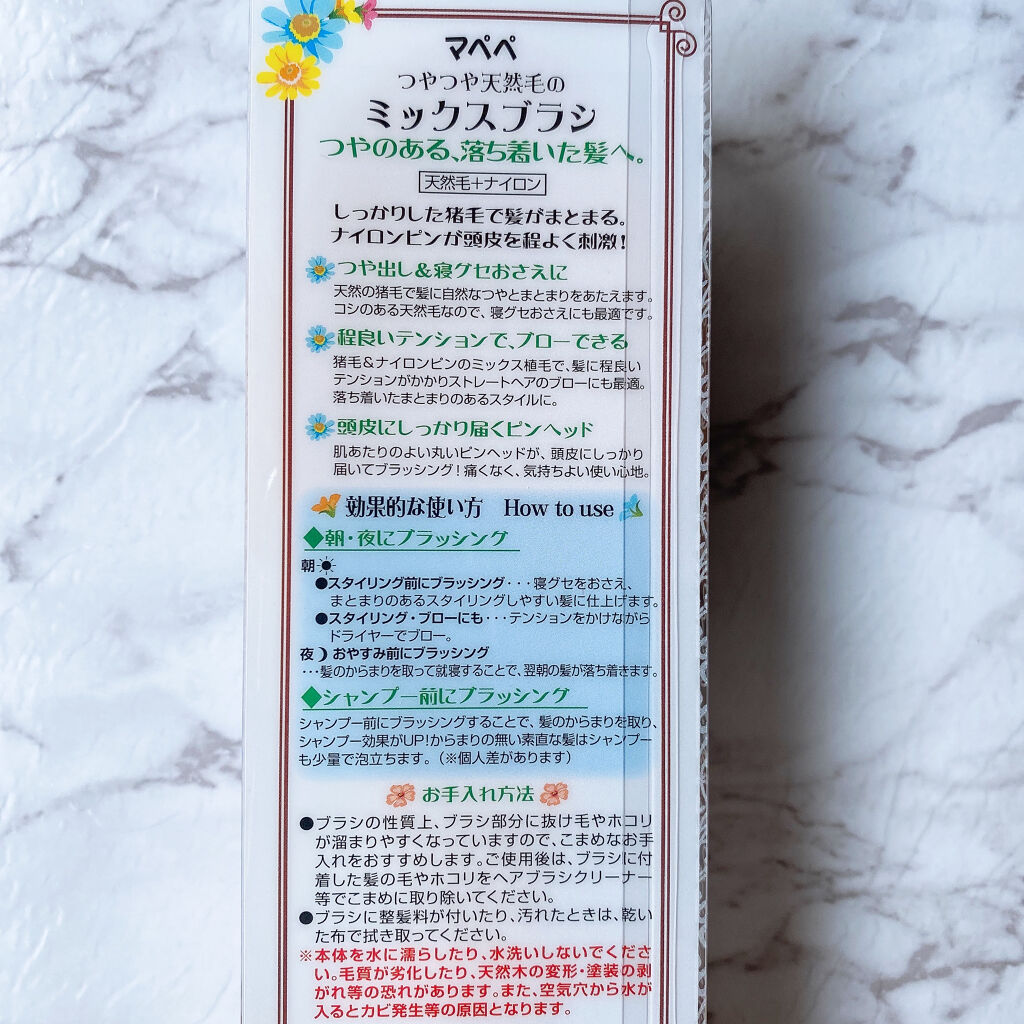 マペペ
つやつや天然毛の
ミックスブラシ
つやのある、落ち着いた髪へ。
天然毛+ナイロン
しっかりした猪毛で髪がまとまる。
ナイロンピンが頭皮を程よく刺激!
つや出し&寝グセおさえに
天然の猪毛で髪に自然なつやとまとまりをあたえます。
コシのある天然毛なので、寝グセおさえにも最適です。
程良いテンションで、ブローできる
猪毛&ナイロンピンのミックス植毛で、髪に程良い
テンションがかかりストレートヘアのブローにも最適。
落ち着いたまとまりのあるスタイルに。
頭皮にしっかり届くピンヘッド
肌あたりのよい丸いピンヘッドが、頭皮にしっかり
届いてブラッシング!痛くなく、気持ちよい使い心地。
効果的な使い方 How to use
◆朝・夜にブラッシング
朝
●スタイリング前にブラッシング・・・寝グセをおさえ、
まとまりのあるスタイリングしやすい髪に仕上げます。
●スタイリング・ブローにも・・・テンションをかけながら
ドライヤーでブロー。
夜 おやすみ前にブラッシング
・・・髪のからまりを取って就寝することで、翌朝の髪が落ち着きます。
◆シャンプー前にブラッシング
シャンプー前にブラッシングすることで、髪のからまりを取り、
シャンプー効果がUP!からまりの無い素直な髪はシャンプー
も少量で泡立ちます。(※個人差があります)
お手入れ方法
●ブラシの性質上、ブラシ部分に抜け毛やホコリ
が溜まりやすくなっていますので、こまめなお手
入れをおすすめします。ご使用後は、ブラシに付
着した髪の毛やホコリをヘアブラシクリーナー
等でこまめに取り除いてください。
●ブラシに整髪料が付いたり、汚れたときは、乾い
た布で拭き取ってください。
※本体を水に濡らしたり、水洗いしないでくださ
い。毛質が劣化したり、天然木の変形・塗装の剥
がれ等の恐れがあります。また、空気穴から水が
入るとカビ発生等の原因となります。